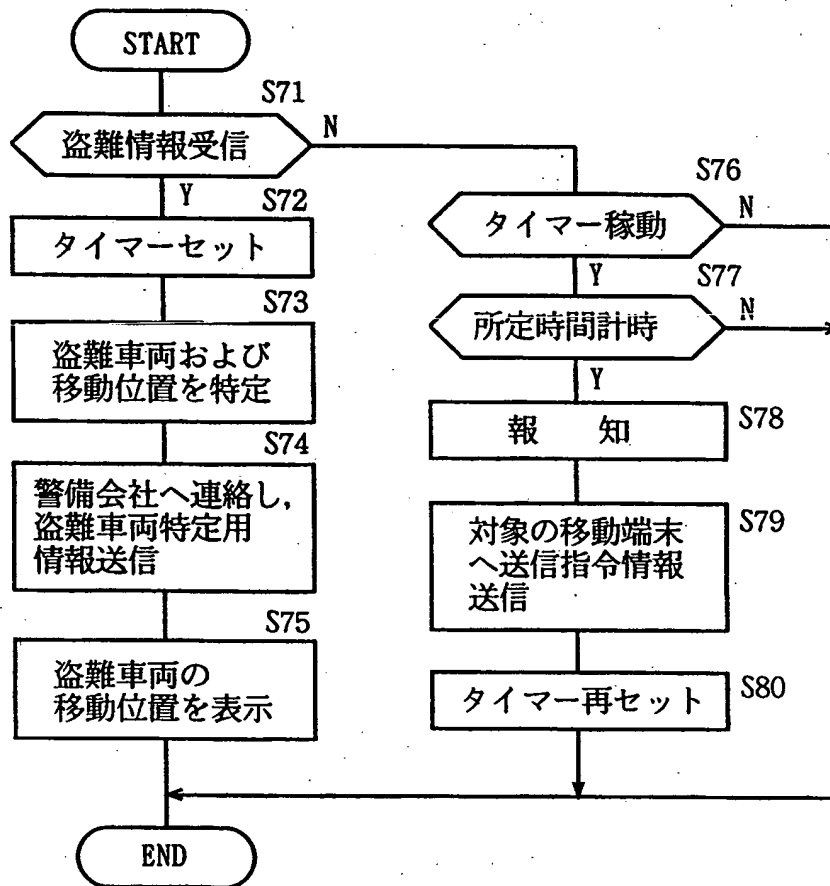 START
S71
盗難情報受信
N
Y
S72
タイマーセット
S73
盗難車両および
移動位置を特定
S74
警備会社へ連絡し,
盗難車両特定用
情報送信
S75
盗難車両の
移動位置を表示
S76
タイマー稼動
N
Y
S77
所定時間計時
N
Y
報 知
S78
対象の移動端末
へ送信指令情報
送信
S79
タイマー再セット
S80
END